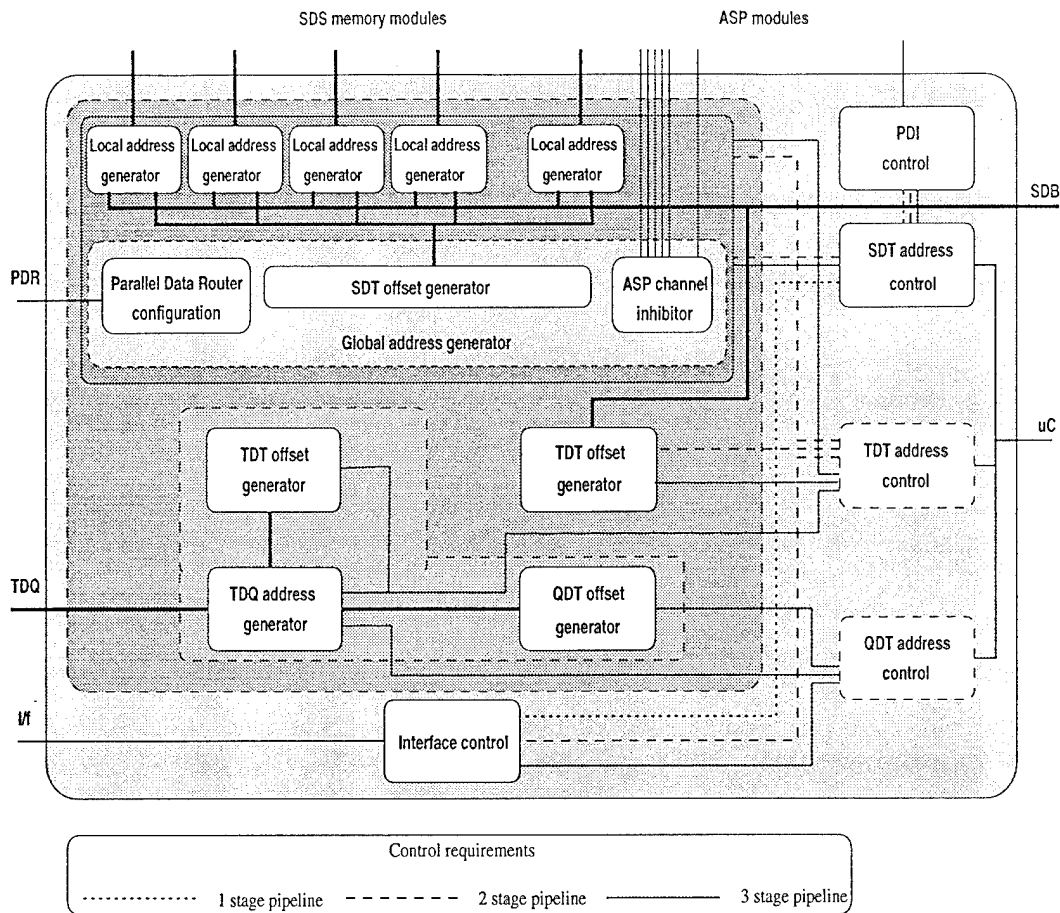 SDS memory modules
ASP modules
Local address
generator
Local address
generator
Local address
generator
Local address
generator
Local address
generator
PDI
control
SDB
SDT address
control
PDR
Parallel Data Router
configuration
SDT offset generator
ASP channel
inhibitor
Global address generator
uC
TDT offset
generator
TDT offset
generator
TDT address
control
TDQ
TDQ address
generator
QDT offset
generator
QDT address
control
I/f
Interface control
Control requirements
1 stage pipeline
2 stage pipeline
3 stage pipeline